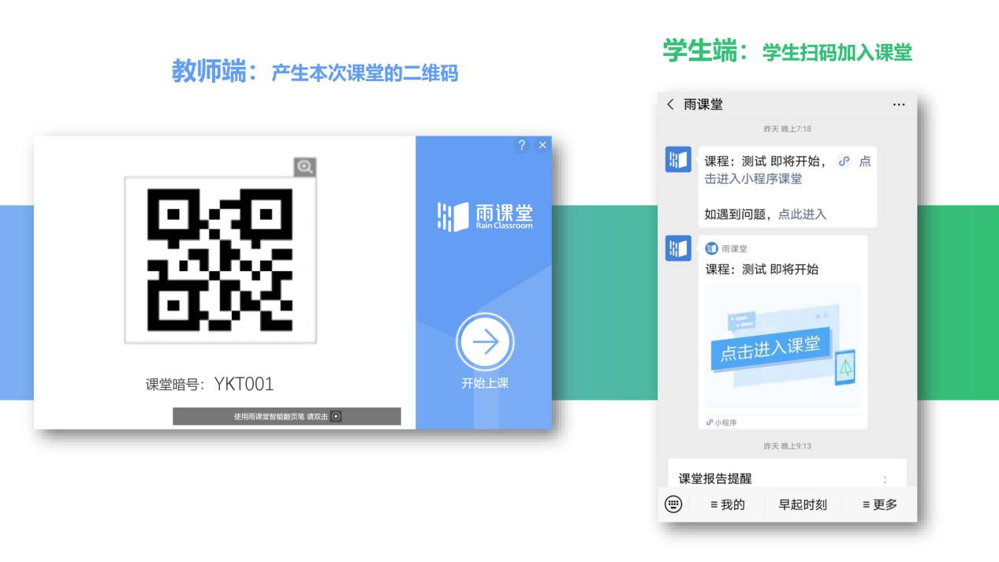 教师端：产生本次课堂的二维码
学生端：学生扫码加入课堂
?
×
雨课堂
Rain Classroom
课堂暗号：YKT001
使用雨课堂智能翻页笔 请双击
开始上课
雨课堂
昨天 晚上7:18
课程：测试 即将开始， 点
击进入小程序课堂
如遇到问题，点此进入
雨课堂
课程：测试 即将开始
点击进入课堂
小程序
昨天 晚上9:13
课堂报告提醒
我的
早起时刻
更多